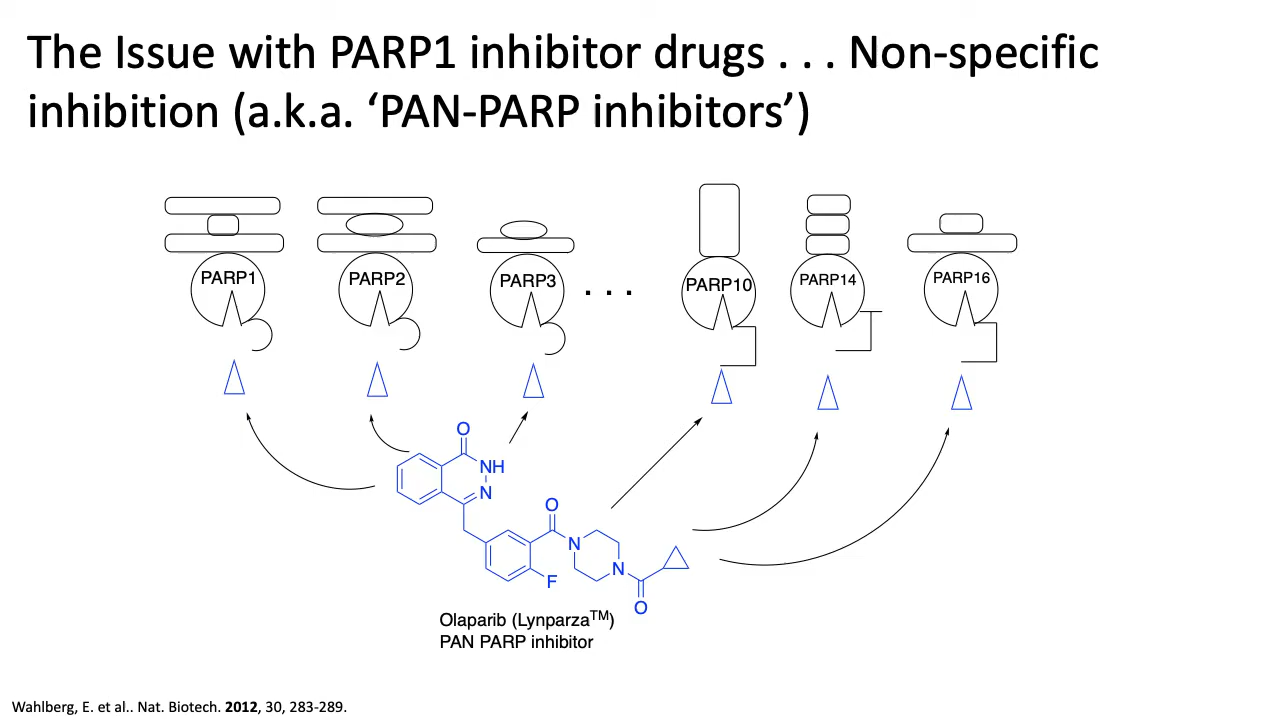 The Issue with PARP1 inhibitor drugs . . . Non-specific
inhibition (a.k.a. ‘PAN-PARP inhibitors’)
PARP1
PARP2
PARP3
. . .
PARP10
PARP14
PARP16
O
NH
N
O
N
F
N
O
Olaparib (Lynparza™)
PAN PARP inhibitor
Wahlberg, E. et al.. Nat. Biotech. 2012, 30, 283-289.